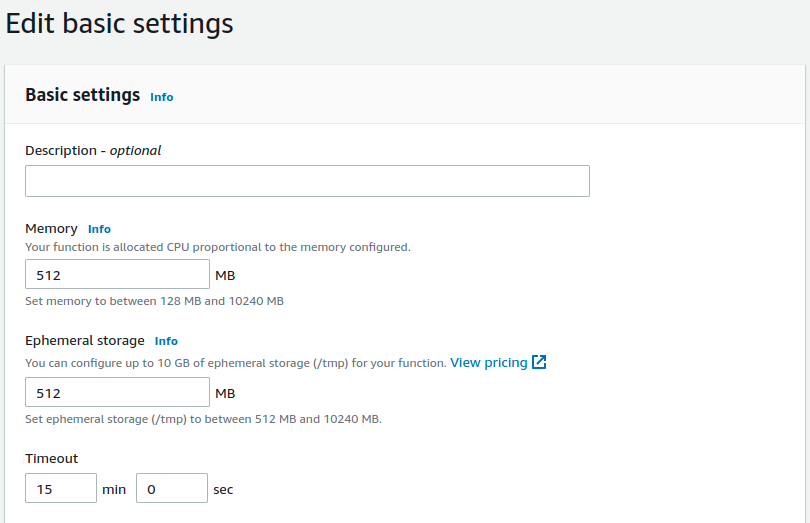 Edit basic settings
Basic settings Info
Description - optional
Memory Info
Your function is allocated CPU proportional to the memory configured.
512 MB
Set memory to between 128 MB and 10240 MB
Ephemeral storage Info
You can configure up to 10 GB of ephemeral storage (/tmp) for your function. View pricing
512 MB
Set ephemeral storage (/tmp) to between 512 MB and 10240 MB.
Timeout
15 min 0 sec